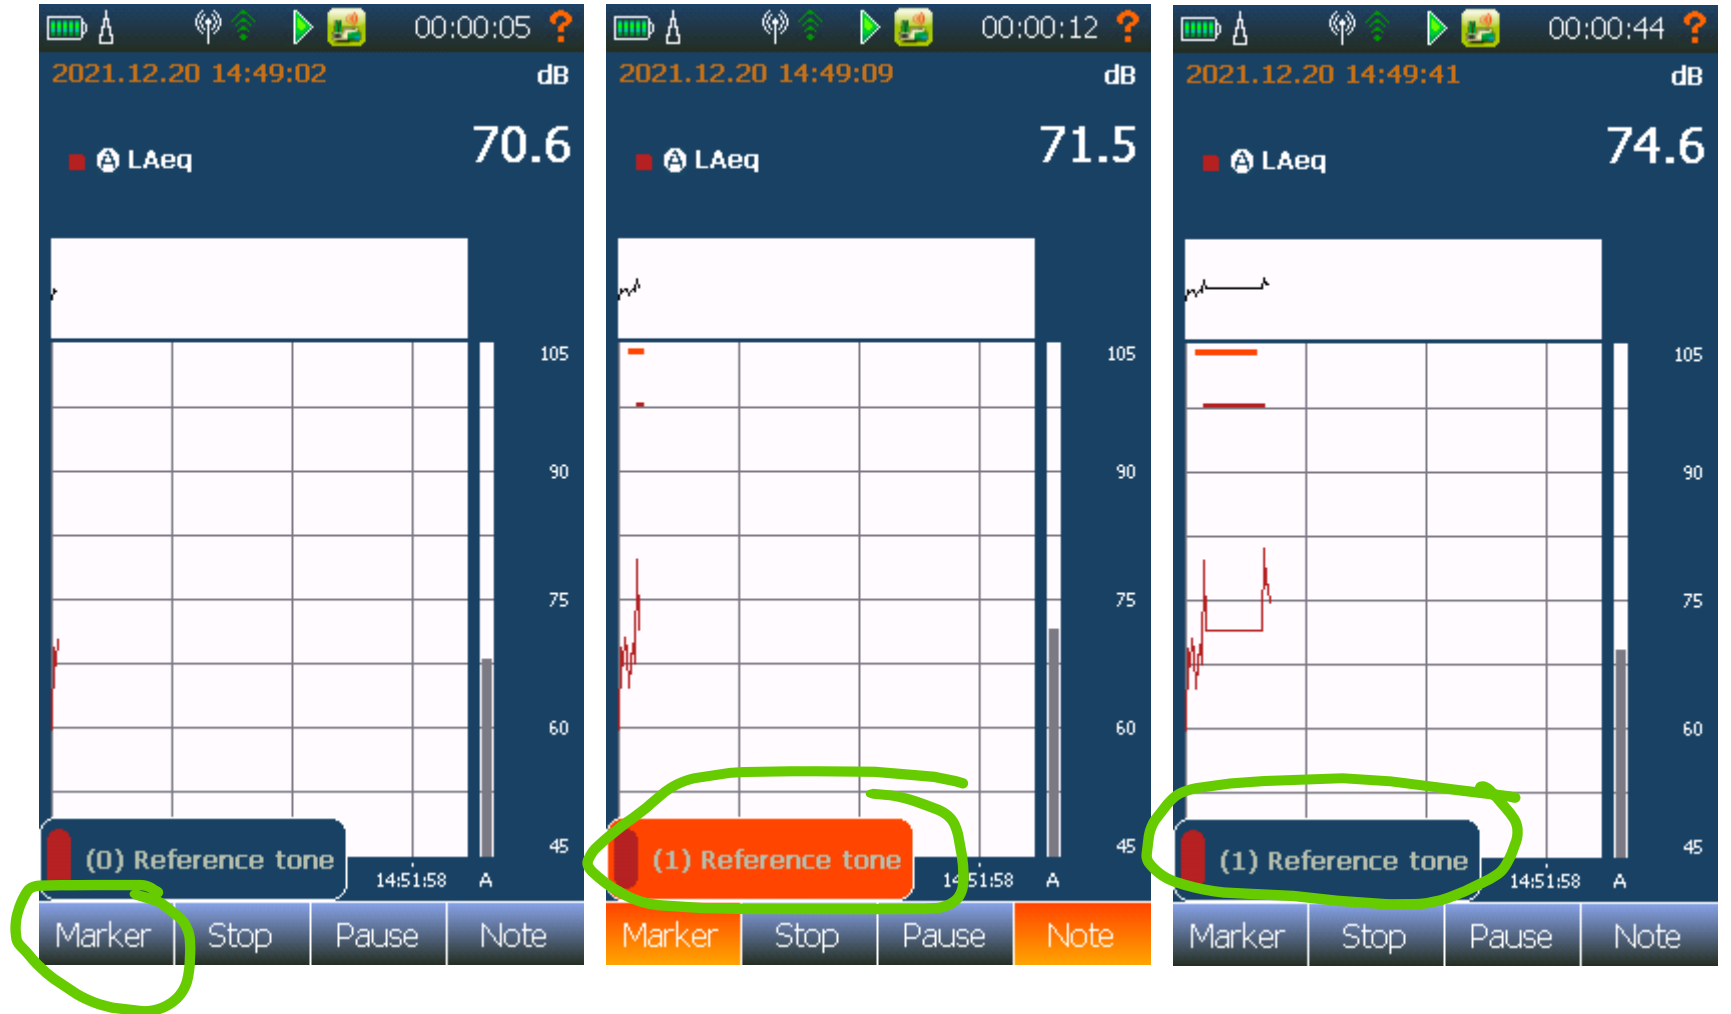 00:00:05 ?
2021.12.20 14:49:02 dB
A LAeq 70.6
105
90
75
60
45
(0) Reference tone
14:51:58 A
Marker Stop Pause Note
00:00:12 ?
2021.12.20 14:49:09 dB
A LAeq 71.5
105
90
75
60
45
(1) Reference tone
14:51:58 A
Marker Stop Pause Note
00:00:44 ?
2021.12.20 14:49:41 dB
A LAeq 74.6
105
90
75
60
45
(1) Reference tone
14:51:58 A
Marker Stop Pause Note